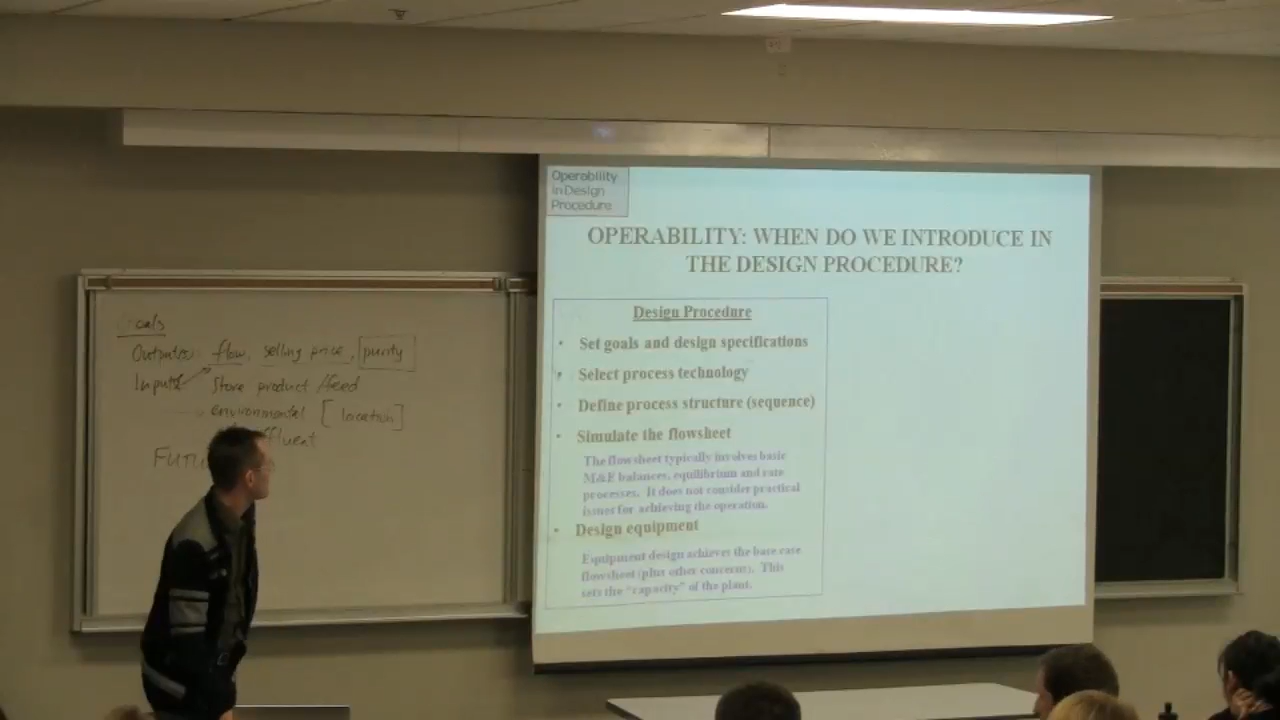 Goals
Outputs: flow, selling price, purity
Inputs Store product /feed
environmental [location]
effluent
Operability
in Design
Procedure
OPERABILITY: WHEN DO WE INTRODUCE IN
THE DESIGN PROCEDURE?
Design Procedure
• Set goals and design specifications
• Select process technology
• Define process structure (sequence)
• Simulate the flowsheet
The flowsheet typically involves basic
M&E balances, equilibrium and rate
processes. It does not consider practical
issues for achieving the operation.
• Design equipment
Equipment design achieves the base case
flowsheet (plus other concerns). This
sets the "capacity" of the plant.